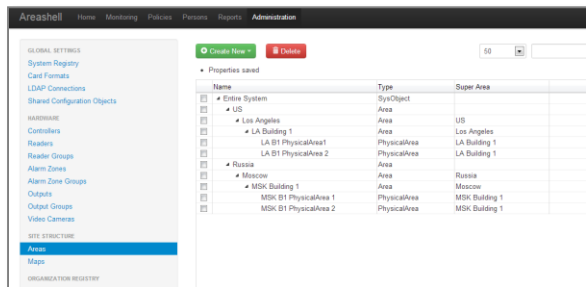 Areashell Home Monitoring Policies Persons Reports Administration
GLOBAL SETTINGS
System Registry
Card Formats
LDAP Connections
Shared Configuration Objects
HARDWARE
Controllers
Readers
Reader Groups
Alarm Zones
Alarm Zone Groups
Outputs
Output Groups
Video Cameras
SITE STRUCTURE
Areas
Maps
ORGANIZATION REGISTRY
Create New Delete 50
Properties saved
Name Type Super Area
Entire System SysObject
US Area
Los Angeles Area US
LA Building 1 Area Los Angeles
LA B1 PhysicalArea1 PhysicalArea LA Building 1
LA B1 PhysicalArea 2 PhysicalArea LA Building 1
Russia Area
Moscow Area Russia
MSK Building 1 Area Moscow
MSK B1 PhysicalArea 1 PhysicalArea MSK Building 1
MSK B1 PhysicalArea 2 PhysicalArea MSK Building 1